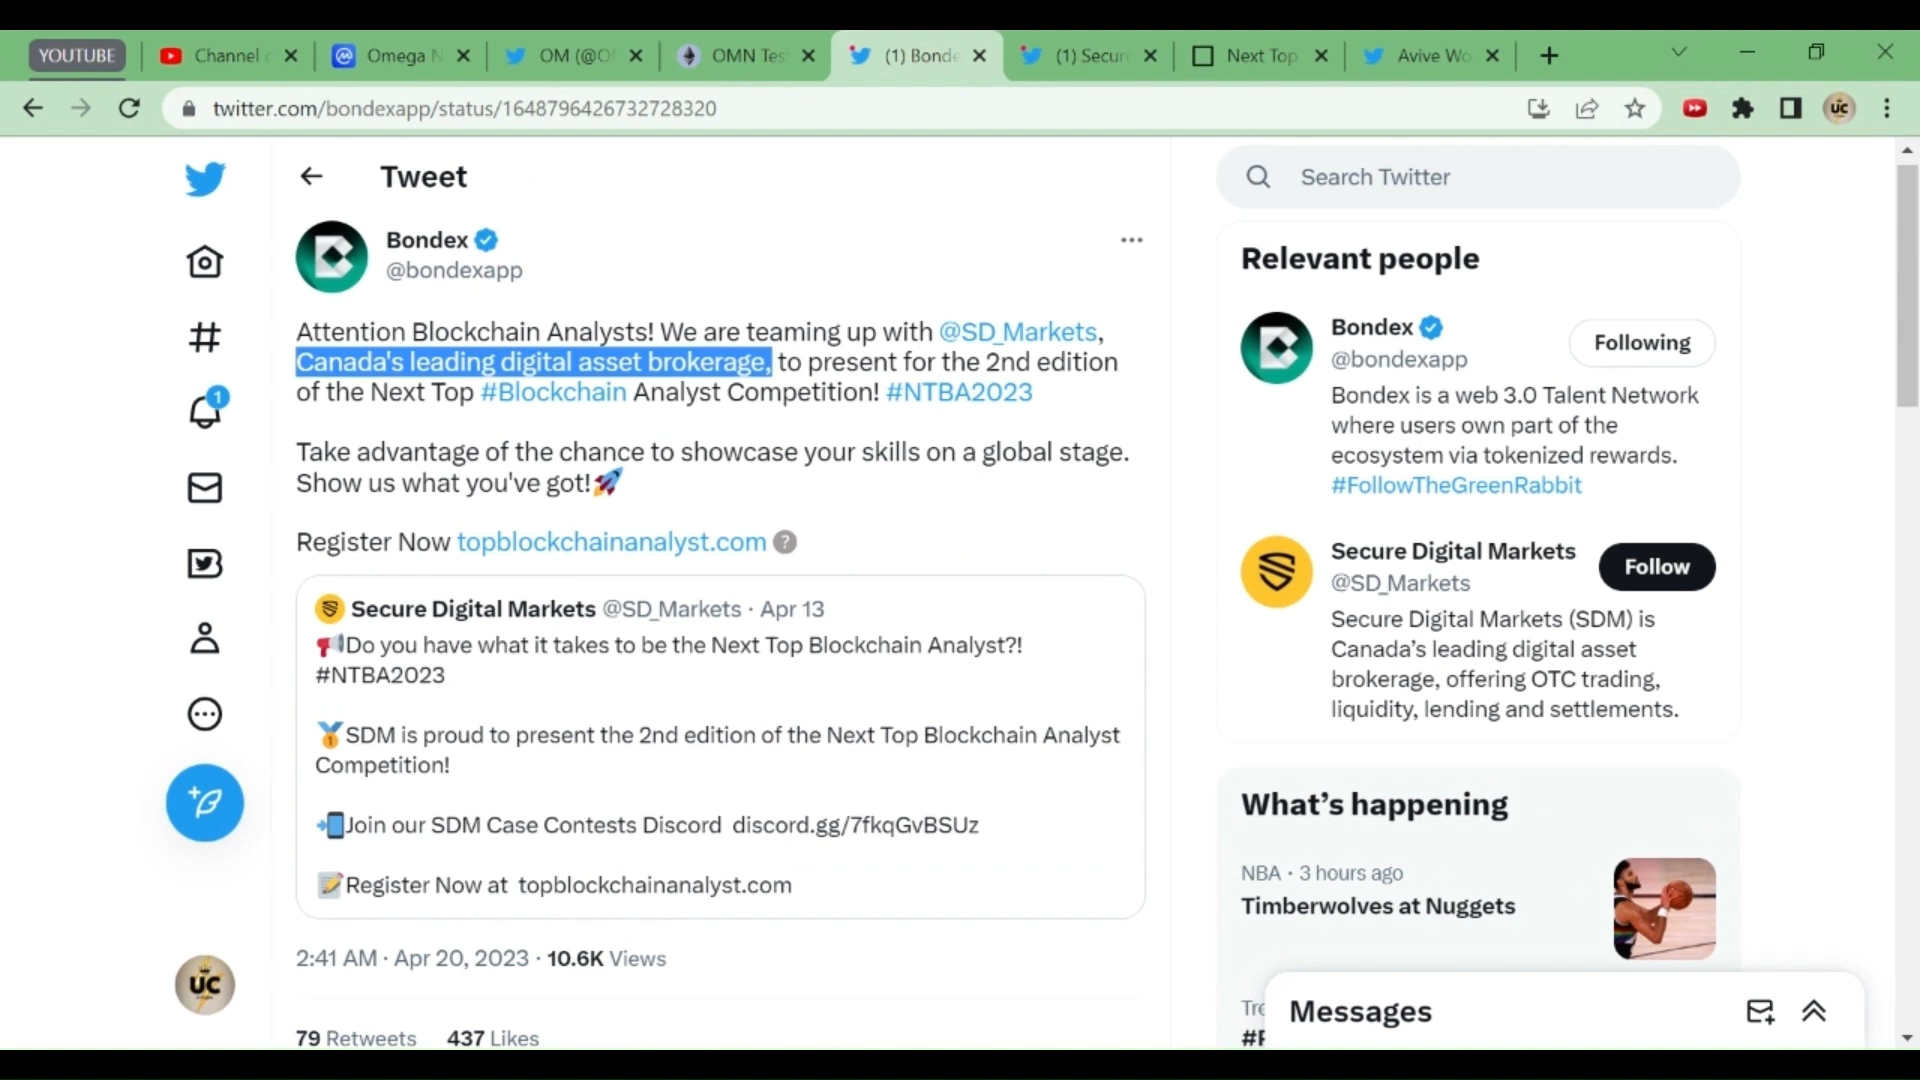 YOUTUBE
Channel
Omega N
OM (@O
OMN Tes
(1) Bonde
(1) Secur
Next Top
Avive Wo
twitter.com/bondexapp/status/1648796426732728320
UC
Tweet
Search Twitter
Bondex
@bondexapp
Attention Blockchain Analysts! We are teaming up with @SD_Markets,
Canada's leading digital asset brokerage, to present for the 2nd edition
of the Next Top #Blockchain Analyst Competition! #NTBA2023
Take advantage of the chance to showcase your skills on a global stage.
Show us what you've got!🚀
Register Now topblockchainanalyst.com ?
Secure Digital Markets @SD_Markets · Apr 13
📢Do you have what it takes to be the Next Top Blockchain Analyst?!
#NTBA2023
🥇SDM is proud to present the 2nd edition of the Next Top Blockchain Analyst
Competition!
📲Join our SDM Case Contests Discord discord.gg/7fkqGvBSUz
📝Register Now at topblockchainanalyst.com
2:41 AM · Apr 20, 2023 · 10.6K Views
79 Retweets 437 Likes
1
UC
Relevant people
Bondex
@bondexapp
Following
Bondex is a web 3.0 Talent Network
where users own part of the
ecosystem via tokenized rewards.
#FollowTheGreenRabbit
Secure Digital Markets
@SD_Markets
Follow
Secure Digital Markets (SDM) is
Canada’s leading digital asset
brokerage, offering OTC trading,
liquidity, lending and settlements.
What’s happening
NBA · 3 hours ago
Timberwolves at Nuggets
Messages